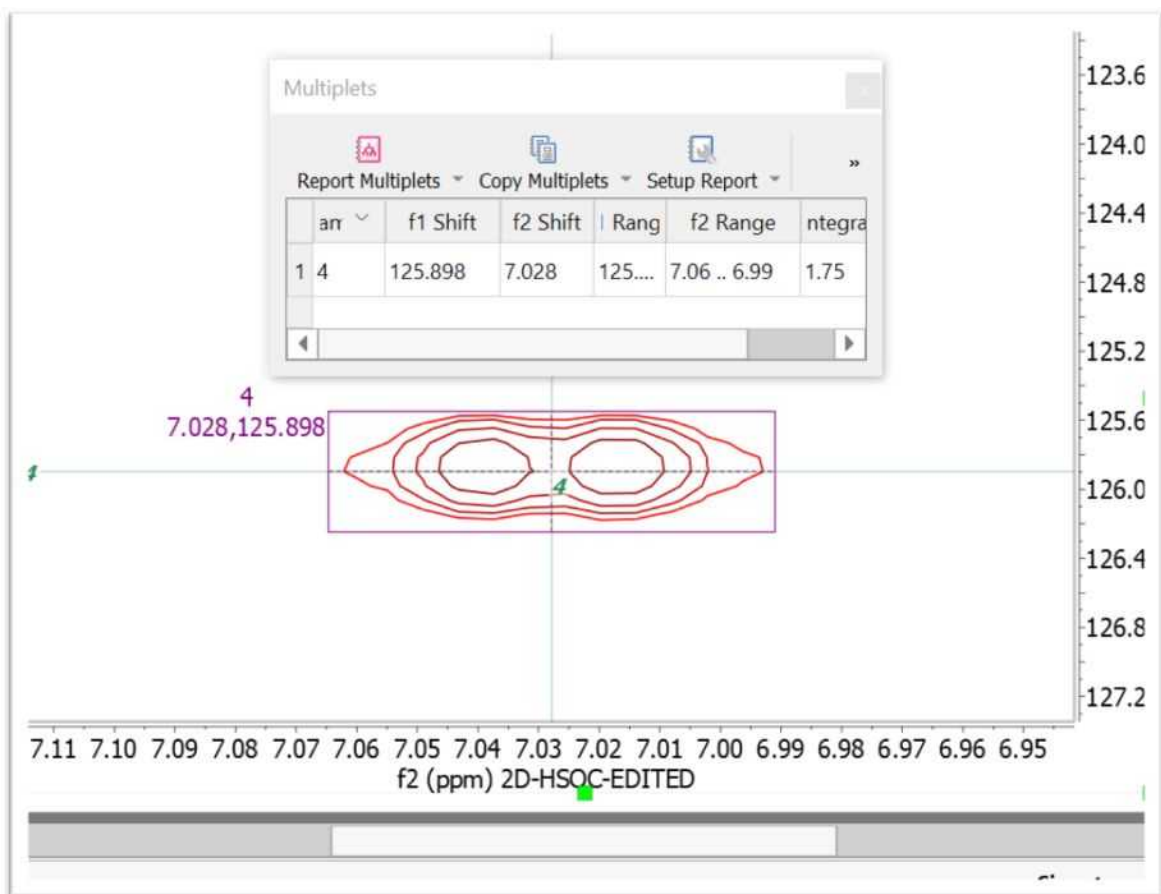 Multiplets
Report Multiplets Copy Multiplets Setup Report »
an f1 Shift f2 Shift Rang f2 Range ntegra
1 4 125.898 7.028 125.... 7.06 .. 6.99 1.75
123.6
124.0
124.4
124.8
125.2
125.6
126.0
126.4
126.8
127.2
4
7.028,125.898
4
4
7.11 7.10 7.09 7.08 7.07 7.06 7.05 7.04 7.03 7.02 7.01 7.00 6.99 6.98 6.97 6.96 6.95
f2 (ppm) 2D-HSQC-EDITED